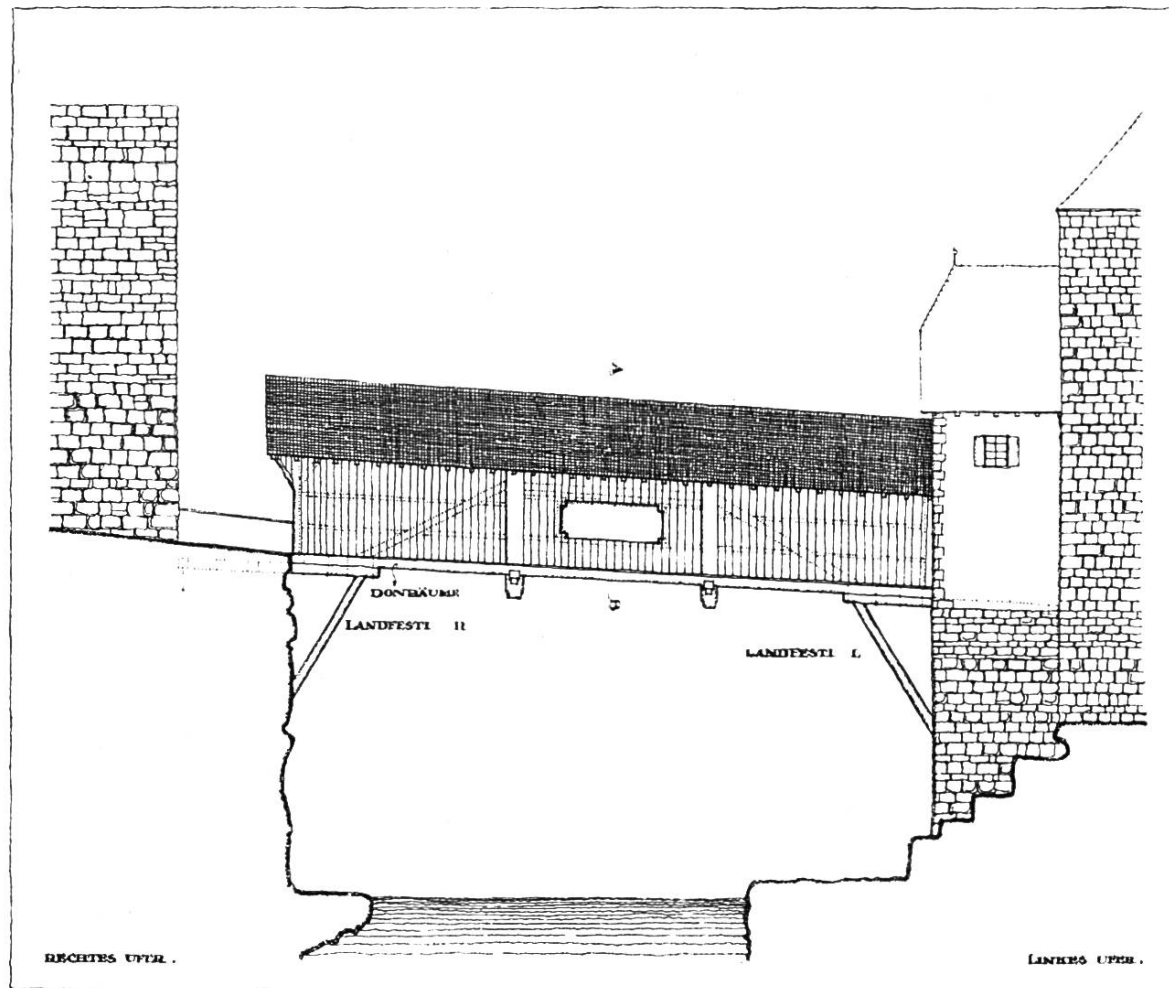 A
DONBÄUME
B
LANDFESTI R
LANDFESTI L
RECHTES UFER.
LINKES UFER.